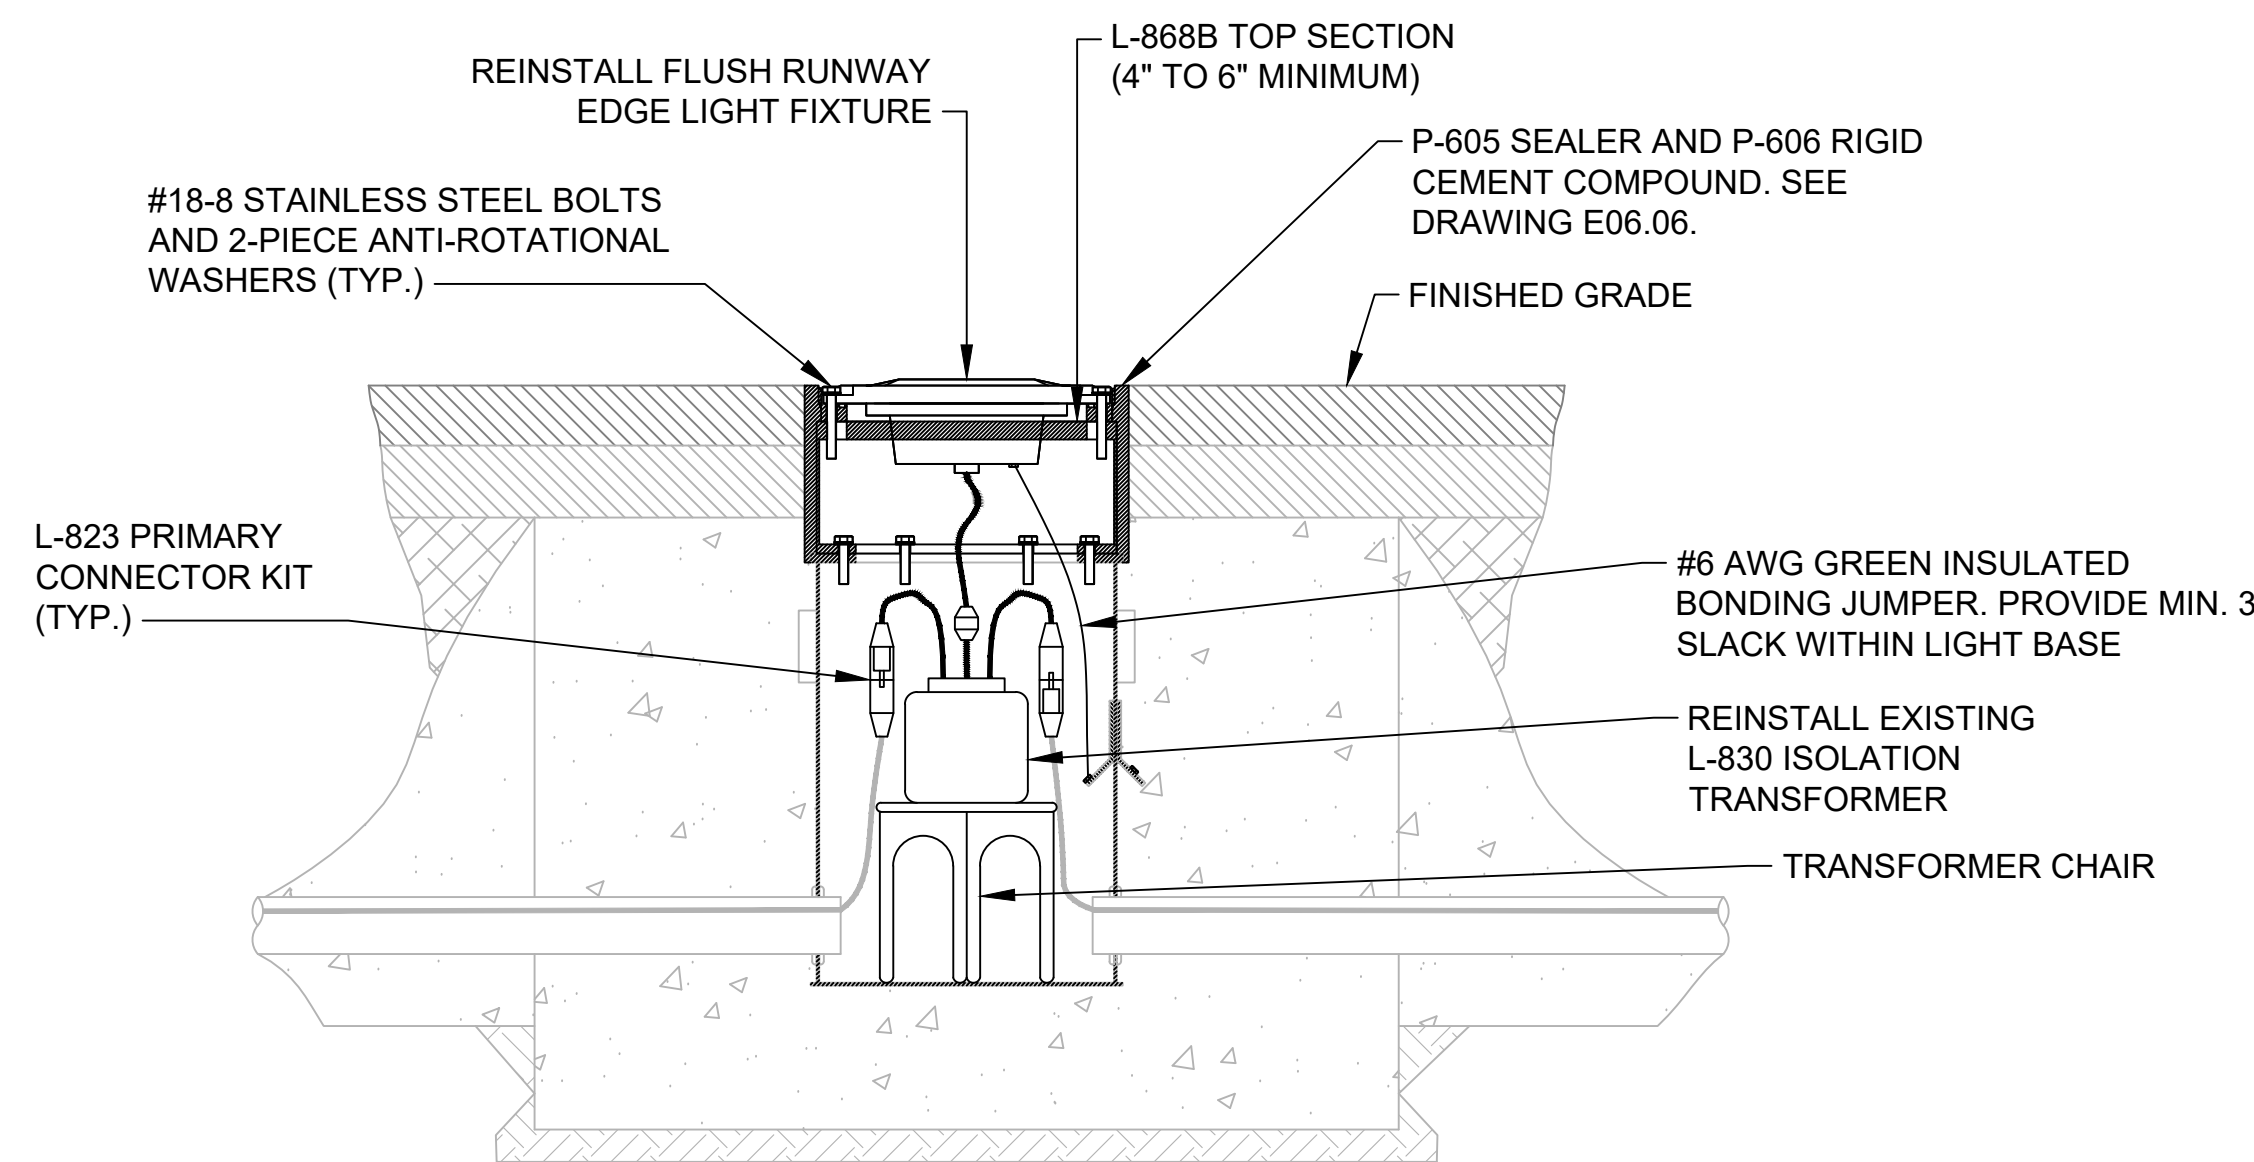 L-868B TOP SECTION
(4" TO 6" MINIMUM)
REINSTALL FLUSH RUNWAY
EDGE LIGHT FIXTURE
P-605 SEALER AND P-606 RIGID
CEMENT COMPOUND. SEE
DRAWING E06.06.
#18-8 STAINLESS STEEL BOLTS
AND 2-PIECE ANTI-ROTATIONAL
WASHERS (TYP.)
FINISHED GRADE
L-823 PRIMARY
CONNECTOR KIT
(TYP.)
#6 AWG GREEN INSULATED
BONDING JUMPER. PROVIDE MIN. 3
SLACK WITHIN LIGHT BASE
REINSTALL EXISTING
L-830 ISOLATION
TRANSFORMER
TRANSFORMER CHAIR